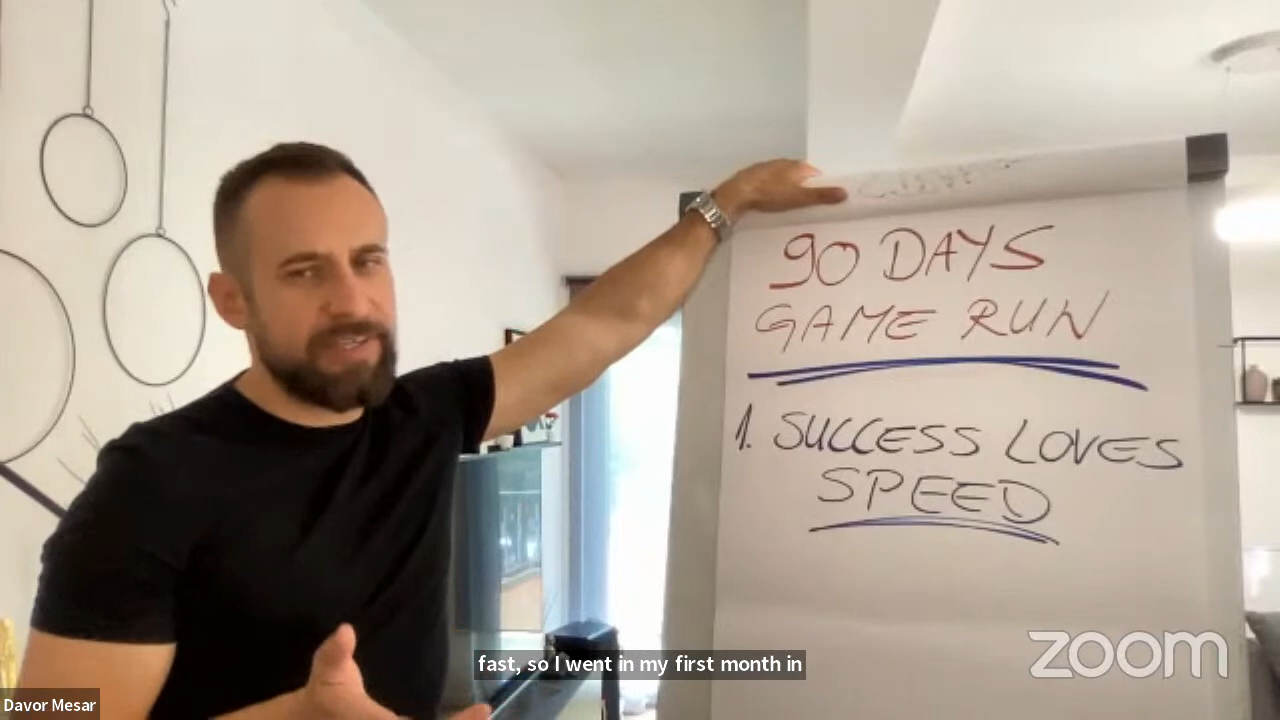 90 DAYS
GAME RUN
1. SUCCESS LOVES
SPEED
fast, so I went in my first month in
zoom
Davor Mesar